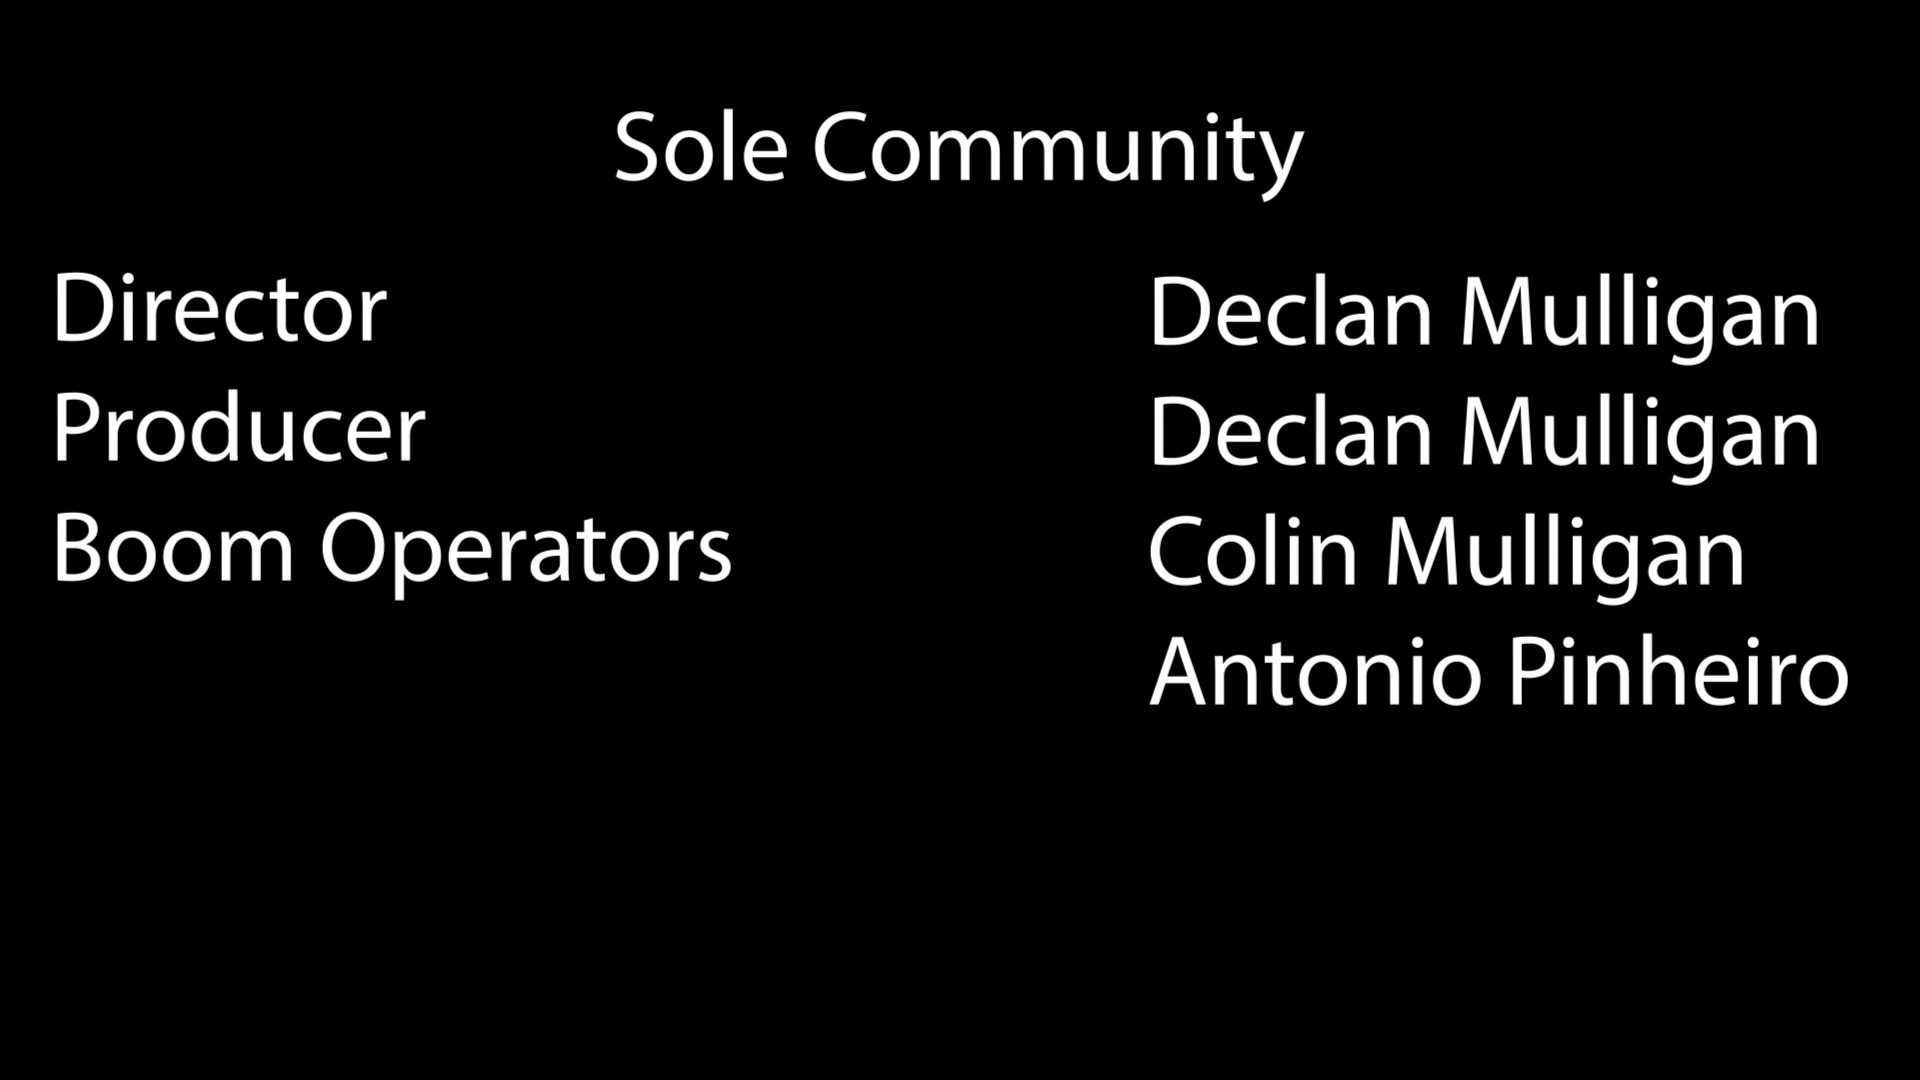 Sole Community
Director Declan Mulligan
Producer Declan Mulligan
Boom Operators Colin Mulligan
Antonio Pinheiro